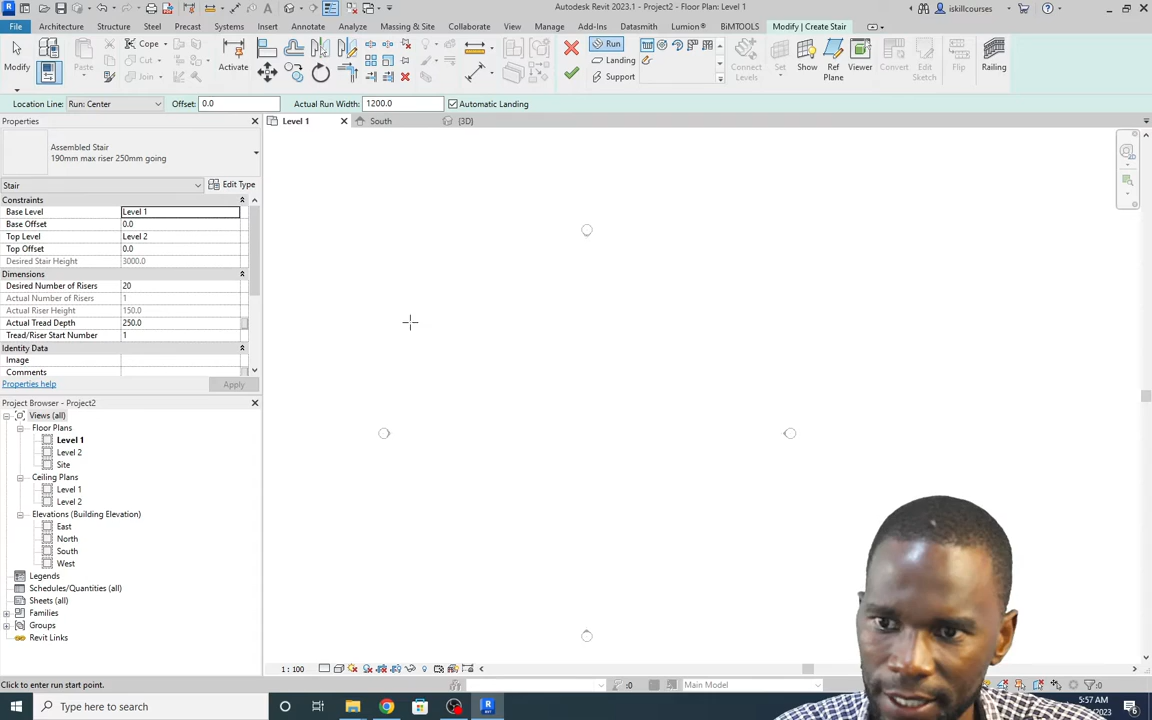 Autodesk Revit 2023.1 - Project2 - Floor Plan: Level 1
iskillcourses
File Architecture Structure Steel Precast Systems Insert Annotate Analyze Massing & Site Collaborate View Manage Add-Ins BIM Interoperability Tools Datasmith Lumion® BiMTOOLS Modify | Create Stair
Modify Paste Cope Cut Join Activate Run Landing Support Connect Levels Set Show Ref Plane Viewer Convert Edit Sketch Flip Railing
Location Line: Run: Center Offset: 0.0 Actual Run Width: 1200.0 Automatic Landing
Properties
Level 1 South {3D}
Assembled Stair
190mm max riser 250mm going
Stair Edit Type
Constraints
Base Level Level 1
Base Offset 0.0
Top Level Level 2
Top Offset 0.0
Desired Stair Height 3000.0
Dimensions
Desired Number of Risers 20
Actual Number of Risers 1
Actual Riser Height 150.0
Actual Tread Depth 250.0
Tread/Riser Start Number 1
Identity Data
Image
Comments
Properties help Apply
Project Browser - Project2
Views (all)
Floor Plans
Level 1
Level 2
Site
Ceiling Plans
Level 1
Level 2
Elevations (Building Elevation)
East
North
South
West
Legends
Schedules/Quantities (all)
Sheets (all)
Families
Groups
Revit Links
1 : 100
Click to enter run start point. :0 Main Model :0
Type here to search 5:57 AM